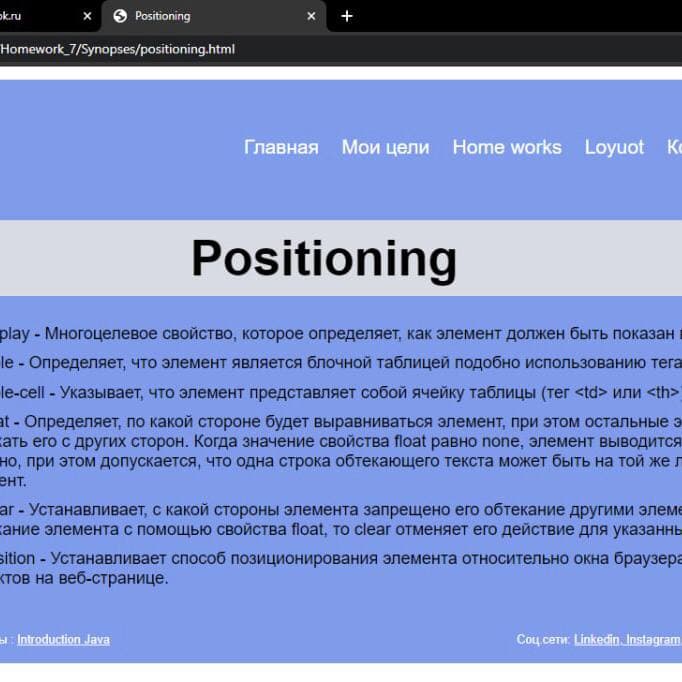 ok.ru × Positioning × +
/Homework_7/Synopses/positioning.html
Главная Мои цели Home works Loyuot
Positioning
play - Многоцелевое свойство, которое определяет, как элемент должен быть показан
ble - Определяет, что элемент является блочной таблицей подобно использованию тега
le-cell - Указывает, что элемент представляет собой ячейку таблицы (тег <td> или <th>)
at - Определяет, по какой стороне будет выравниваться элемент, при этом остальные
кать его с других сторон. Когда значение свойства float равно none, элемент выводится
но, при этом допускается, что одна строка обтекающего текста может быть на той же
ент.
ar - Устанавливает, с какой стороны элемента запрещено его обтекание другими элеме
кание элемента с помощью свойства float, то clear отменяет его действие для указанны
sition - Устанавливает способ позиционирования элемента относительно окна браузера
ктов на веб-странице.
ы : Introduction Java Соц.сети: Linkedin, Instagram,